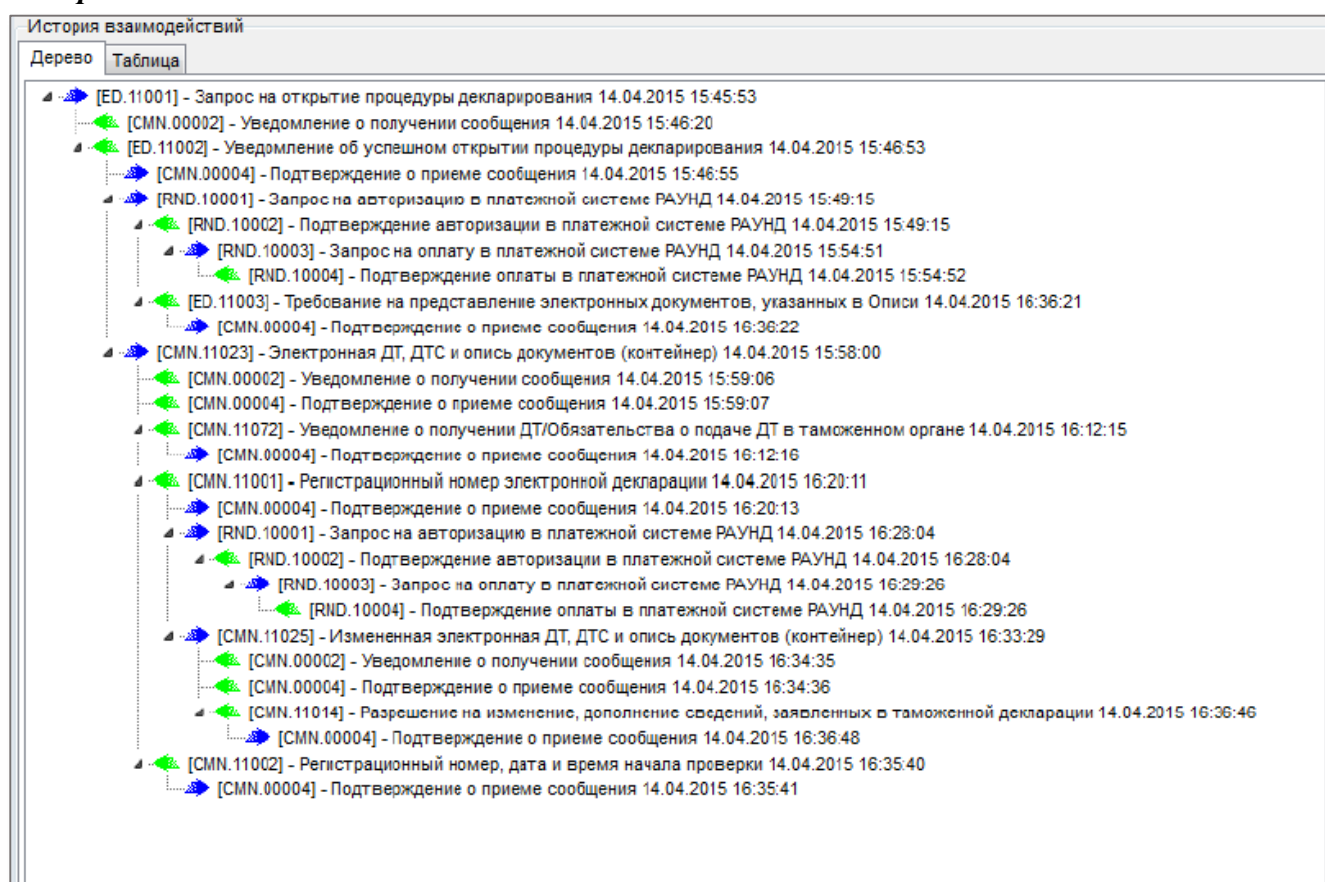 История взаимодействий
Дерево Таблица
[ED.11001] - Запрос на открытие процедуры декларирования 14.04.2015 15:45:53
[CMN.00002] - Уведомление о получении сообщения 14.04.2015 15:46:20
[ED.11002] - Уведомление об успешном открытии процедуры декларирования 14.04.2015 15:46:53
[CMN.00004] - Подтверждение о приеме сообщения 14.04.2015 15:46:55
[RND.10001] - Запрос на авторизацию в платежной системе РАУНД 14.04.2015 15:49:15
[RND.10002] - Подтверждение авторизации в платежной системе РАУНД 14.04.2015 15:49:15
[RND.10003] - Запрос на оплату в платежной системе РАУНД 14.04.2015 15:54:51
[RND.10004] - Подтверждение оплаты в платежной системе РАУНД 14.04.2015 15:54:52
[ED.11003] - Требование на представление электронных документов, указанных в Описи 14.04.2015 16:36:21
[CMN.00004] - Подтверждение о приеме сообщения 14.04.2015 16:36:22
[CMN.11023] - Электронная ДТ, ДТС и опись документов (контейнер) 14.04.2015 15:58:00
[CMN.00002] - Уведомление о получении сообщения 14.04.2015 15:59:06
[CMN.00004] - Подтверждение о приеме сообщения 14.04.2015 15:59:07
[CMN.11072] - Уведомление о получении ДТ/Обязательства о подаче ДТ в таможенном органе 14.04.2015 16:12:15
[CMN.00004] - Подтверждение о приеме сообщения 14.04.2015 16:12:16
[CMN.11001] - Регистрационный номер электронной декларации 14.04.2015 16:20:11
[CMN.00004] - Подтверждение о приеме сообщения 14.04.2015 16:20:13
[RND.10001] - Запрос на авторизацию в платежной системе РАУНД 14.04.2015 16:28:04
[RND.10002] - Подтверждение авторизации в платежной системе РАУНД 14.04.2015 16:28:04
[RND.10003] - Запрос на оплату в платежной системе РАУНД 14.04.2015 16:29:26
[RND.10004] - Подтверждение оплаты в платежной системе РАУНД 14.04.2015 16:29:26
[CMN.11025] - Измененная электронная ДТ, ДТС и опись документов (контейнер) 14.04.2015 16:33:29
[CMN.00002] - Уведомление о получении сообщения 14.04.2015 16:34:35
[CMN.00004] - Подтверждение о приеме сообщения 14.04.2015 16:34:36
[CMN.11014] - Разрешение на изменение, дополнение сведений, заявленных в таможенной декларации 14.04.2015 16:36:46
[CMN.00004] - Подтверждение о приеме сообщения 14.04.2015 16:36:48
[CMN.11002] - Регистрационный номер, дата и время начала проверки 14.04.2015 16:35:40
[CMN.00004] - Подтверждение о приеме сообщения 14.04.2015 16:35:41